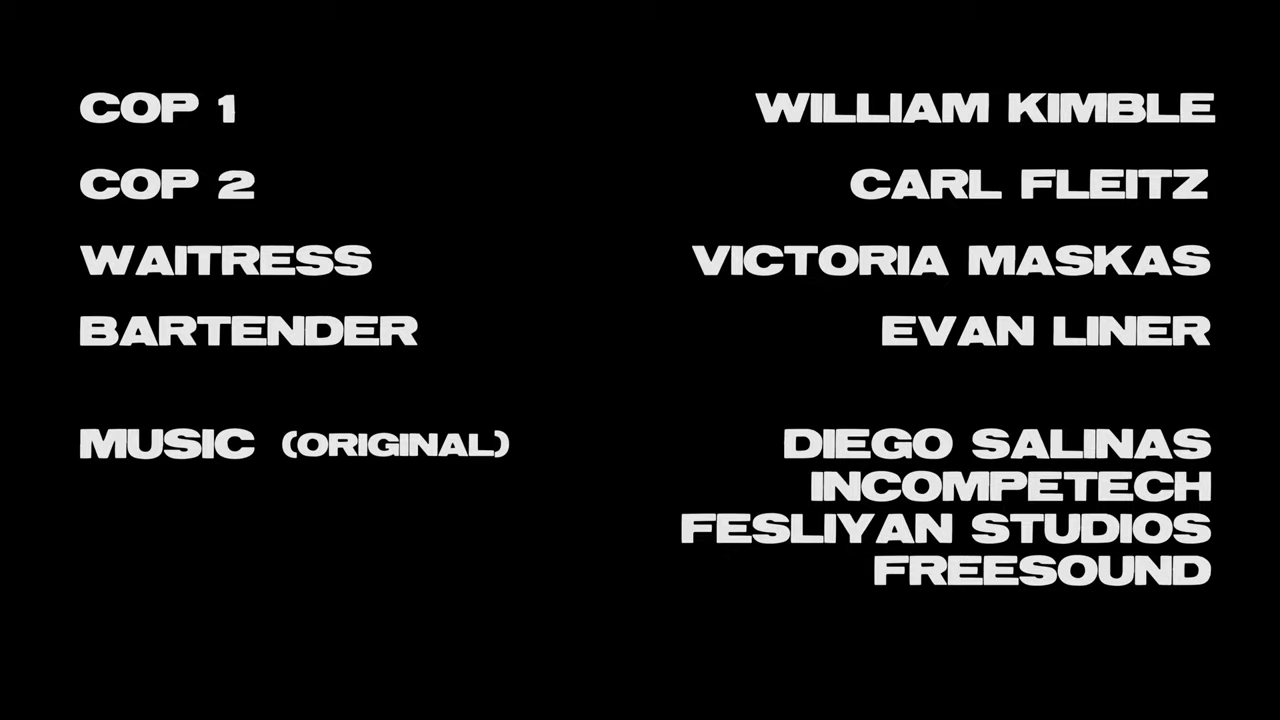 COP 1 WILLIAM KIMBLE
COP 2 CARL FLEITZ
WAITRESS VICTORIA MASKAS
BARTENDER EVAN LINER
MUSIC (ORIGINAL) DIEGO SALINAS
INCOMPETECH
FESLIYAN STUDIOS
FREESOUND